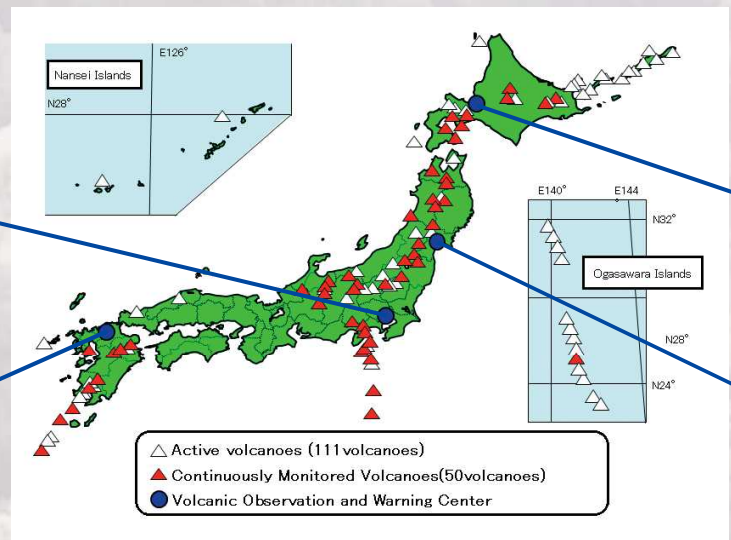 E126°
Nansei Islands
N28°
E140°
E144
N32°
Ogasawara Islands
N28°
N24°
Active volcanoes (111volcanoes)
Continuously Monitored Volcanoes(50volcanoes)
Volcanic Observation and Warning Center